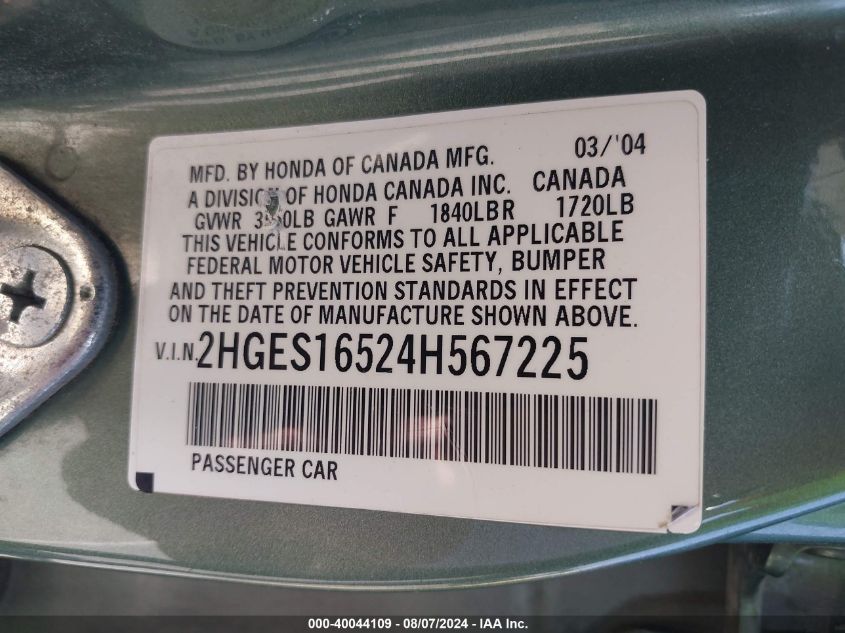 03/'04
MFD. BY HONDA OF CANADA MFG.
A DIVISION OF HONDA CANADA INC. CANADA
GVWR GAWR F 1840LBR 1720LB
THIS VEHICLE CONFORMS TO ALL APPLICABLE
FEDERAL MOTOR VEHICLE SAFETY, BUMPER
AND THEFT PREVENTION STANDARDS IN EFFECT
ON THE DATE OF MANUFACTURE SHOWN ABOVE.
V.I.N. 2HGES16524H567225
PASSENGER CAR
000-40044109 - 08/07/2024 - IAA Inc.